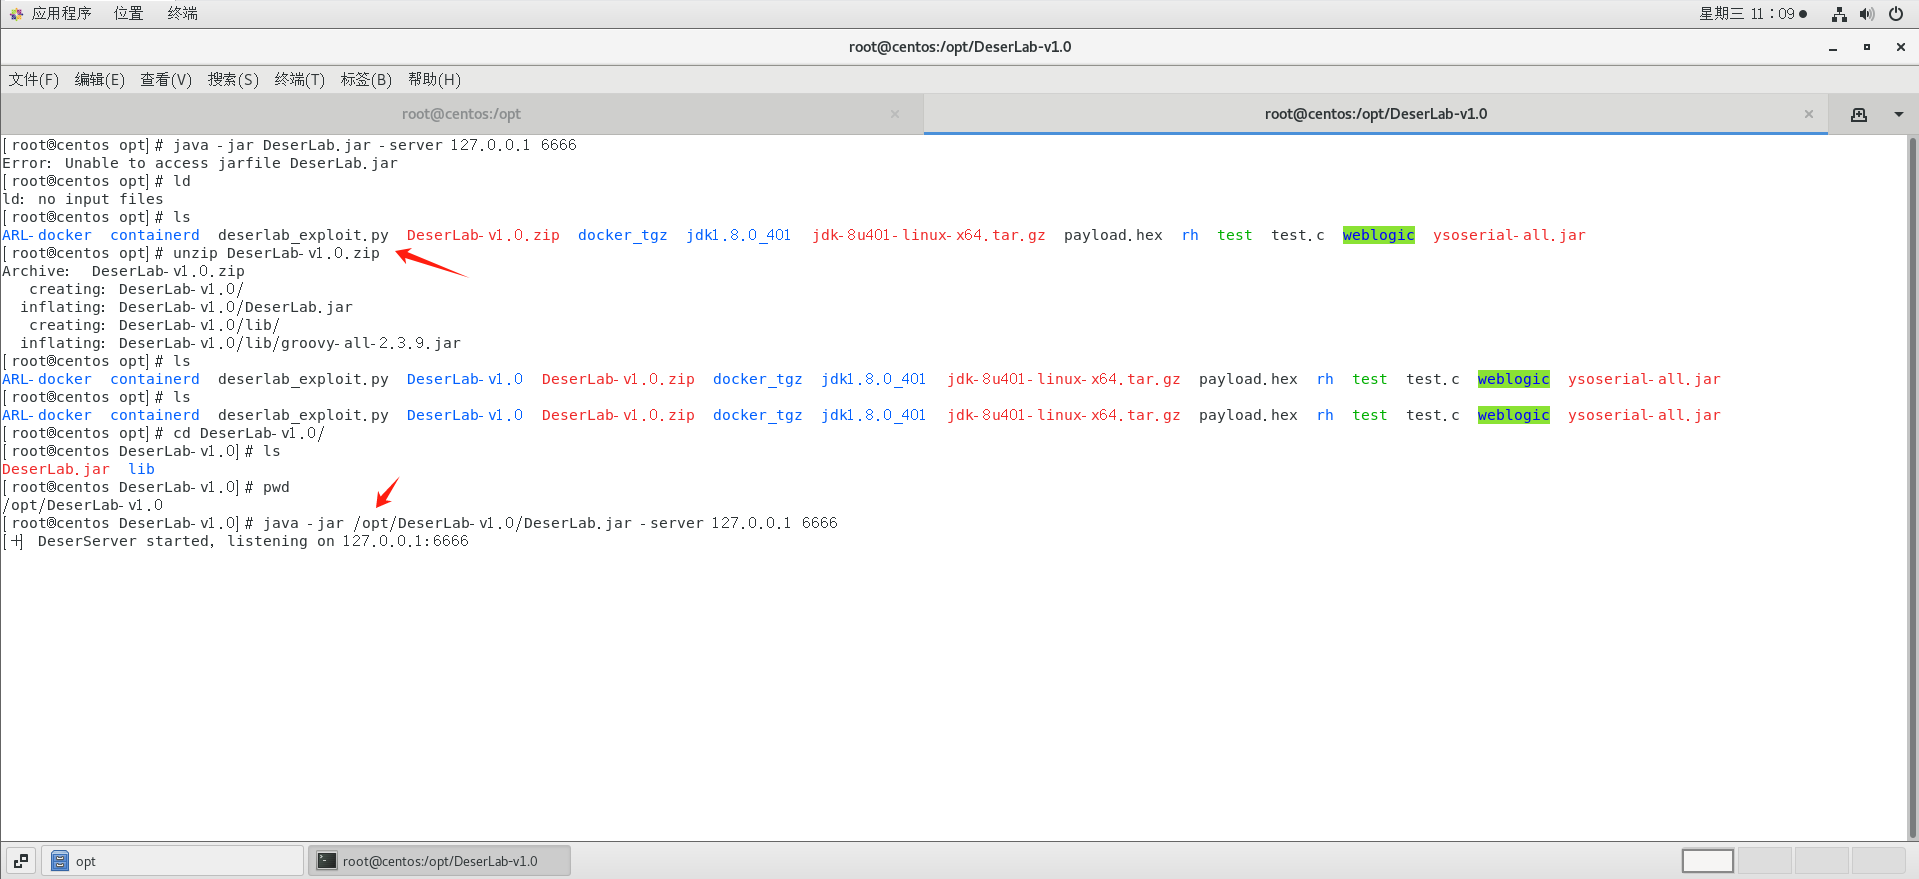 应用程序 位置 终端 星期三 11：09
root@centos:/opt/DeserLab-v1.0
文件(F) 编辑(E) 查看(V) 搜索(S) 终端(T) 标签(B) 帮助(H)
root@centos:/opt × root@centos:/opt/DeserLab-v1.0 ×
[root@centos opt]# java -jar DeserLab.jar -server 127.0.0.1 6666
Error: Unable to access jarfile DeserLab.jar
[root@centos opt]# ld
ld: no input files
[root@centos opt]# ls
ARL-docker containerd deserlab_exploit.py DeserLab-v1.0.zip docker_tgz jdk1.8.0_401 jdk-8u401-linux-x64.tar.gz payload.hex rh test test.c weblogic ysoserial-all.jar
[root@centos opt]# unzip DeserLab-v1.0.zip
Archive:  DeserLab-v1.0.zip
   creating: DeserLab-v1.0/
  inflating: DeserLab-v1.0/DeserLab.jar
   creating: DeserLab-v1.0/lib/
  inflating: DeserLab-v1.0/lib/groovy-all-2.3.9.jar
[root@centos opt]# ls
ARL-docker containerd deserlab_exploit.py DeserLab-v1.0 DeserLab-v1.0.zip docker_tgz jdk1.8.0_401 jdk-8u401-linux-x64.tar.gz payload.hex rh test test.c weblogic ysoserial-all.jar
[root@centos opt]# ls
ARL-docker containerd deserlab_exploit.py DeserLab-v1.0 DeserLab-v1.0.zip docker_tgz jdk1.8.0_401 jdk-8u401-linux-x64.tar.gz payload.hex rh test test.c weblogic ysoserial-all.jar
[root@centos opt]# cd DeserLab-v1.0/
[root@centos DeserLab-v1.0]# ls
DeserLab.jar lib
[root@centos DeserLab-v1.0]# pwd
/opt/DeserLab-v1.0
[root@centos DeserLab-v1.0]# java -jar /opt/DeserLab-v1.0/DeserLab.jar -server 127.0.0.1 6666
[+] DeserServer started, listening on 127.0.0.1:6666
opt root@centos:/opt/DeserLab-v1.0